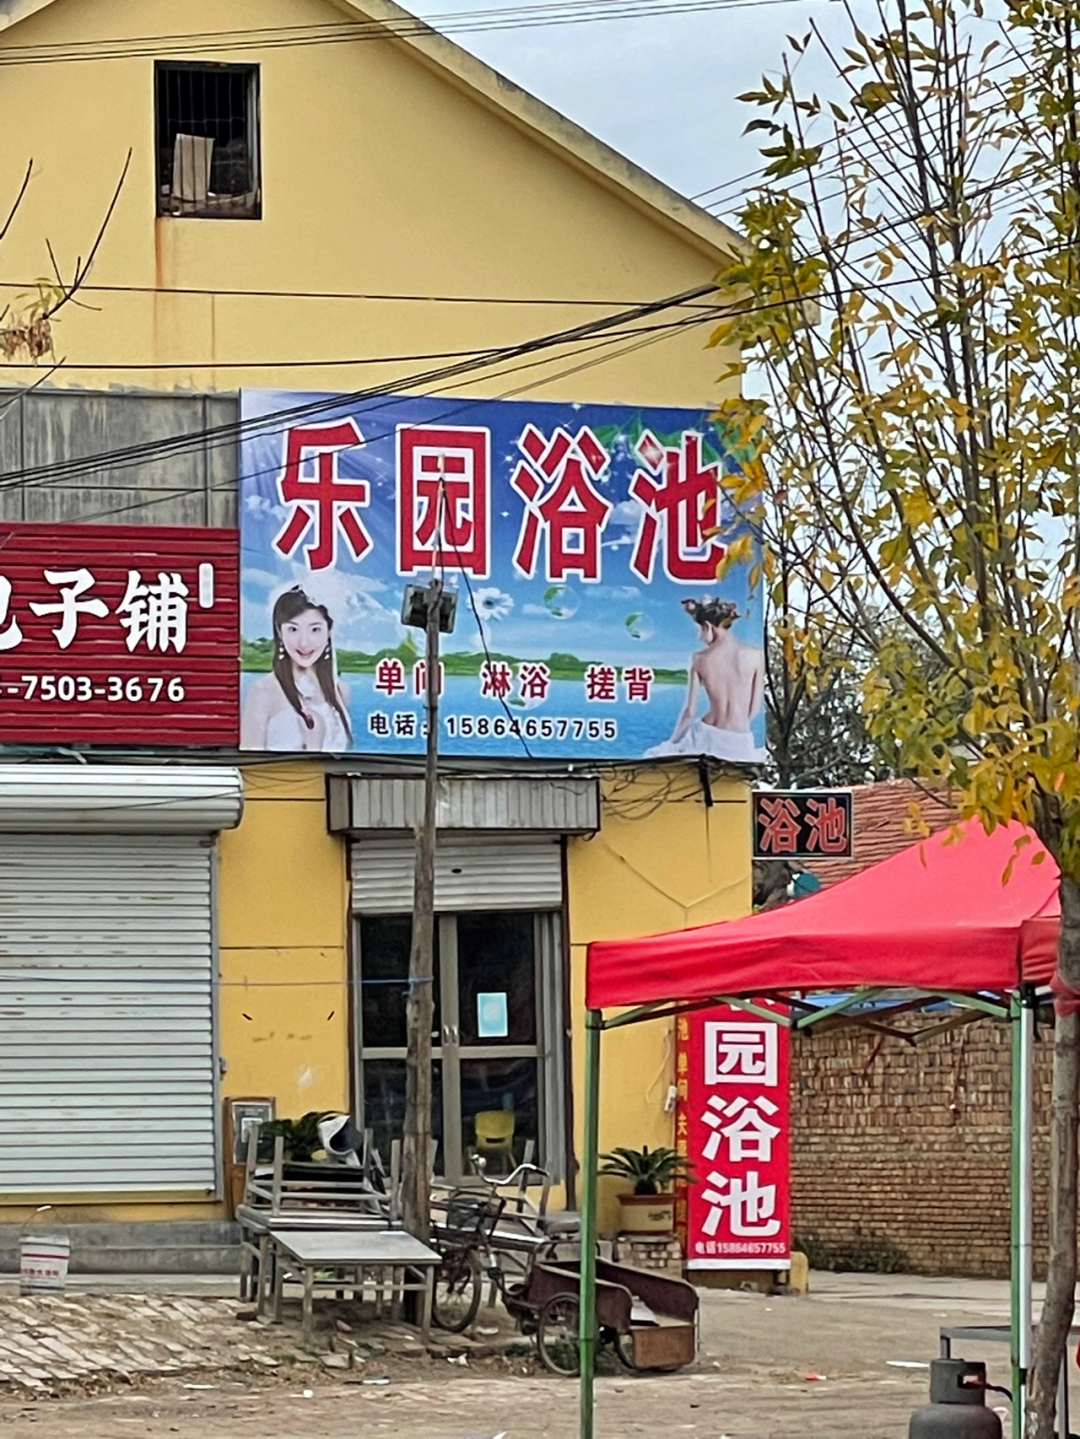 乐园浴池
单间 淋浴 搓背
电话：15864657755
子铺
-7503-3676
浴池
园浴池
电话15864657755